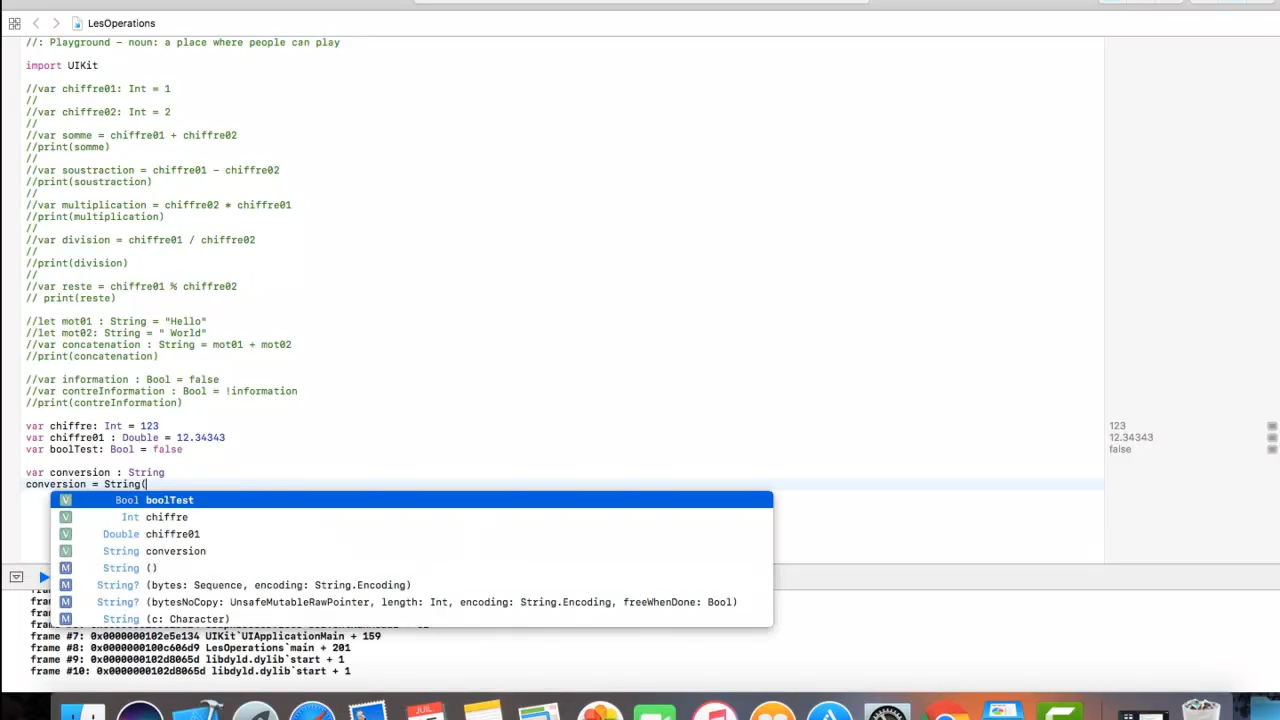 LesOperations
//: Playground - noun: a place where people can play
import UIKit
//var chiffre01: Int = 1
//
//var chiffre02: Int = 2
//
//var somme = chiffre01 + chiffre02
//print(somme)
//
//var soustraction = chiffre01 - chiffre02
//print(soustraction)
//
//var multiplication = chiffre02 * chiffre01
//print(multiplication)
//
//var division = chiffre01 / chiffre02
//
//print(division)
//
//var reste = chiffre01 % chiffre02
// print(reste)
//let mot01 : String = "Hello"
//let mot02: String = " World"
//var concatenation : String = mot01 + mot02
//print(concatenation)
//var information : Bool = false
//var contreInformation : Bool = !information
//print(contreInformation)
var chiffre: Int = 123
123
var chiffre01 : Double = 12.34343
12.34343
var boolTest: Bool = false
false
var conversion : String
conversion = String(
V Bool boolTest
V Int chiffre
V Double chiffre01
V String conversion
M String ()
M String? (bytes: Sequence, encoding: String.Encoding)
M String? (bytesNoCopy: UnsafeMutableRawPointer, length: Int, encoding: String.Encoding, freeWhenDone: Bool)
M String (c: Character)
frame #7: 0x0000000102e5e134 UIKit`UIApplicationMain + 159
frame #8: 0x0000000100c606d9 LesOperations`main + 201
frame #9: 0x0000000102d8065d libdyld.dylib`start + 1
frame #10: 0x0000000102d8065d libdyld.dylib`start + 1
JUIL